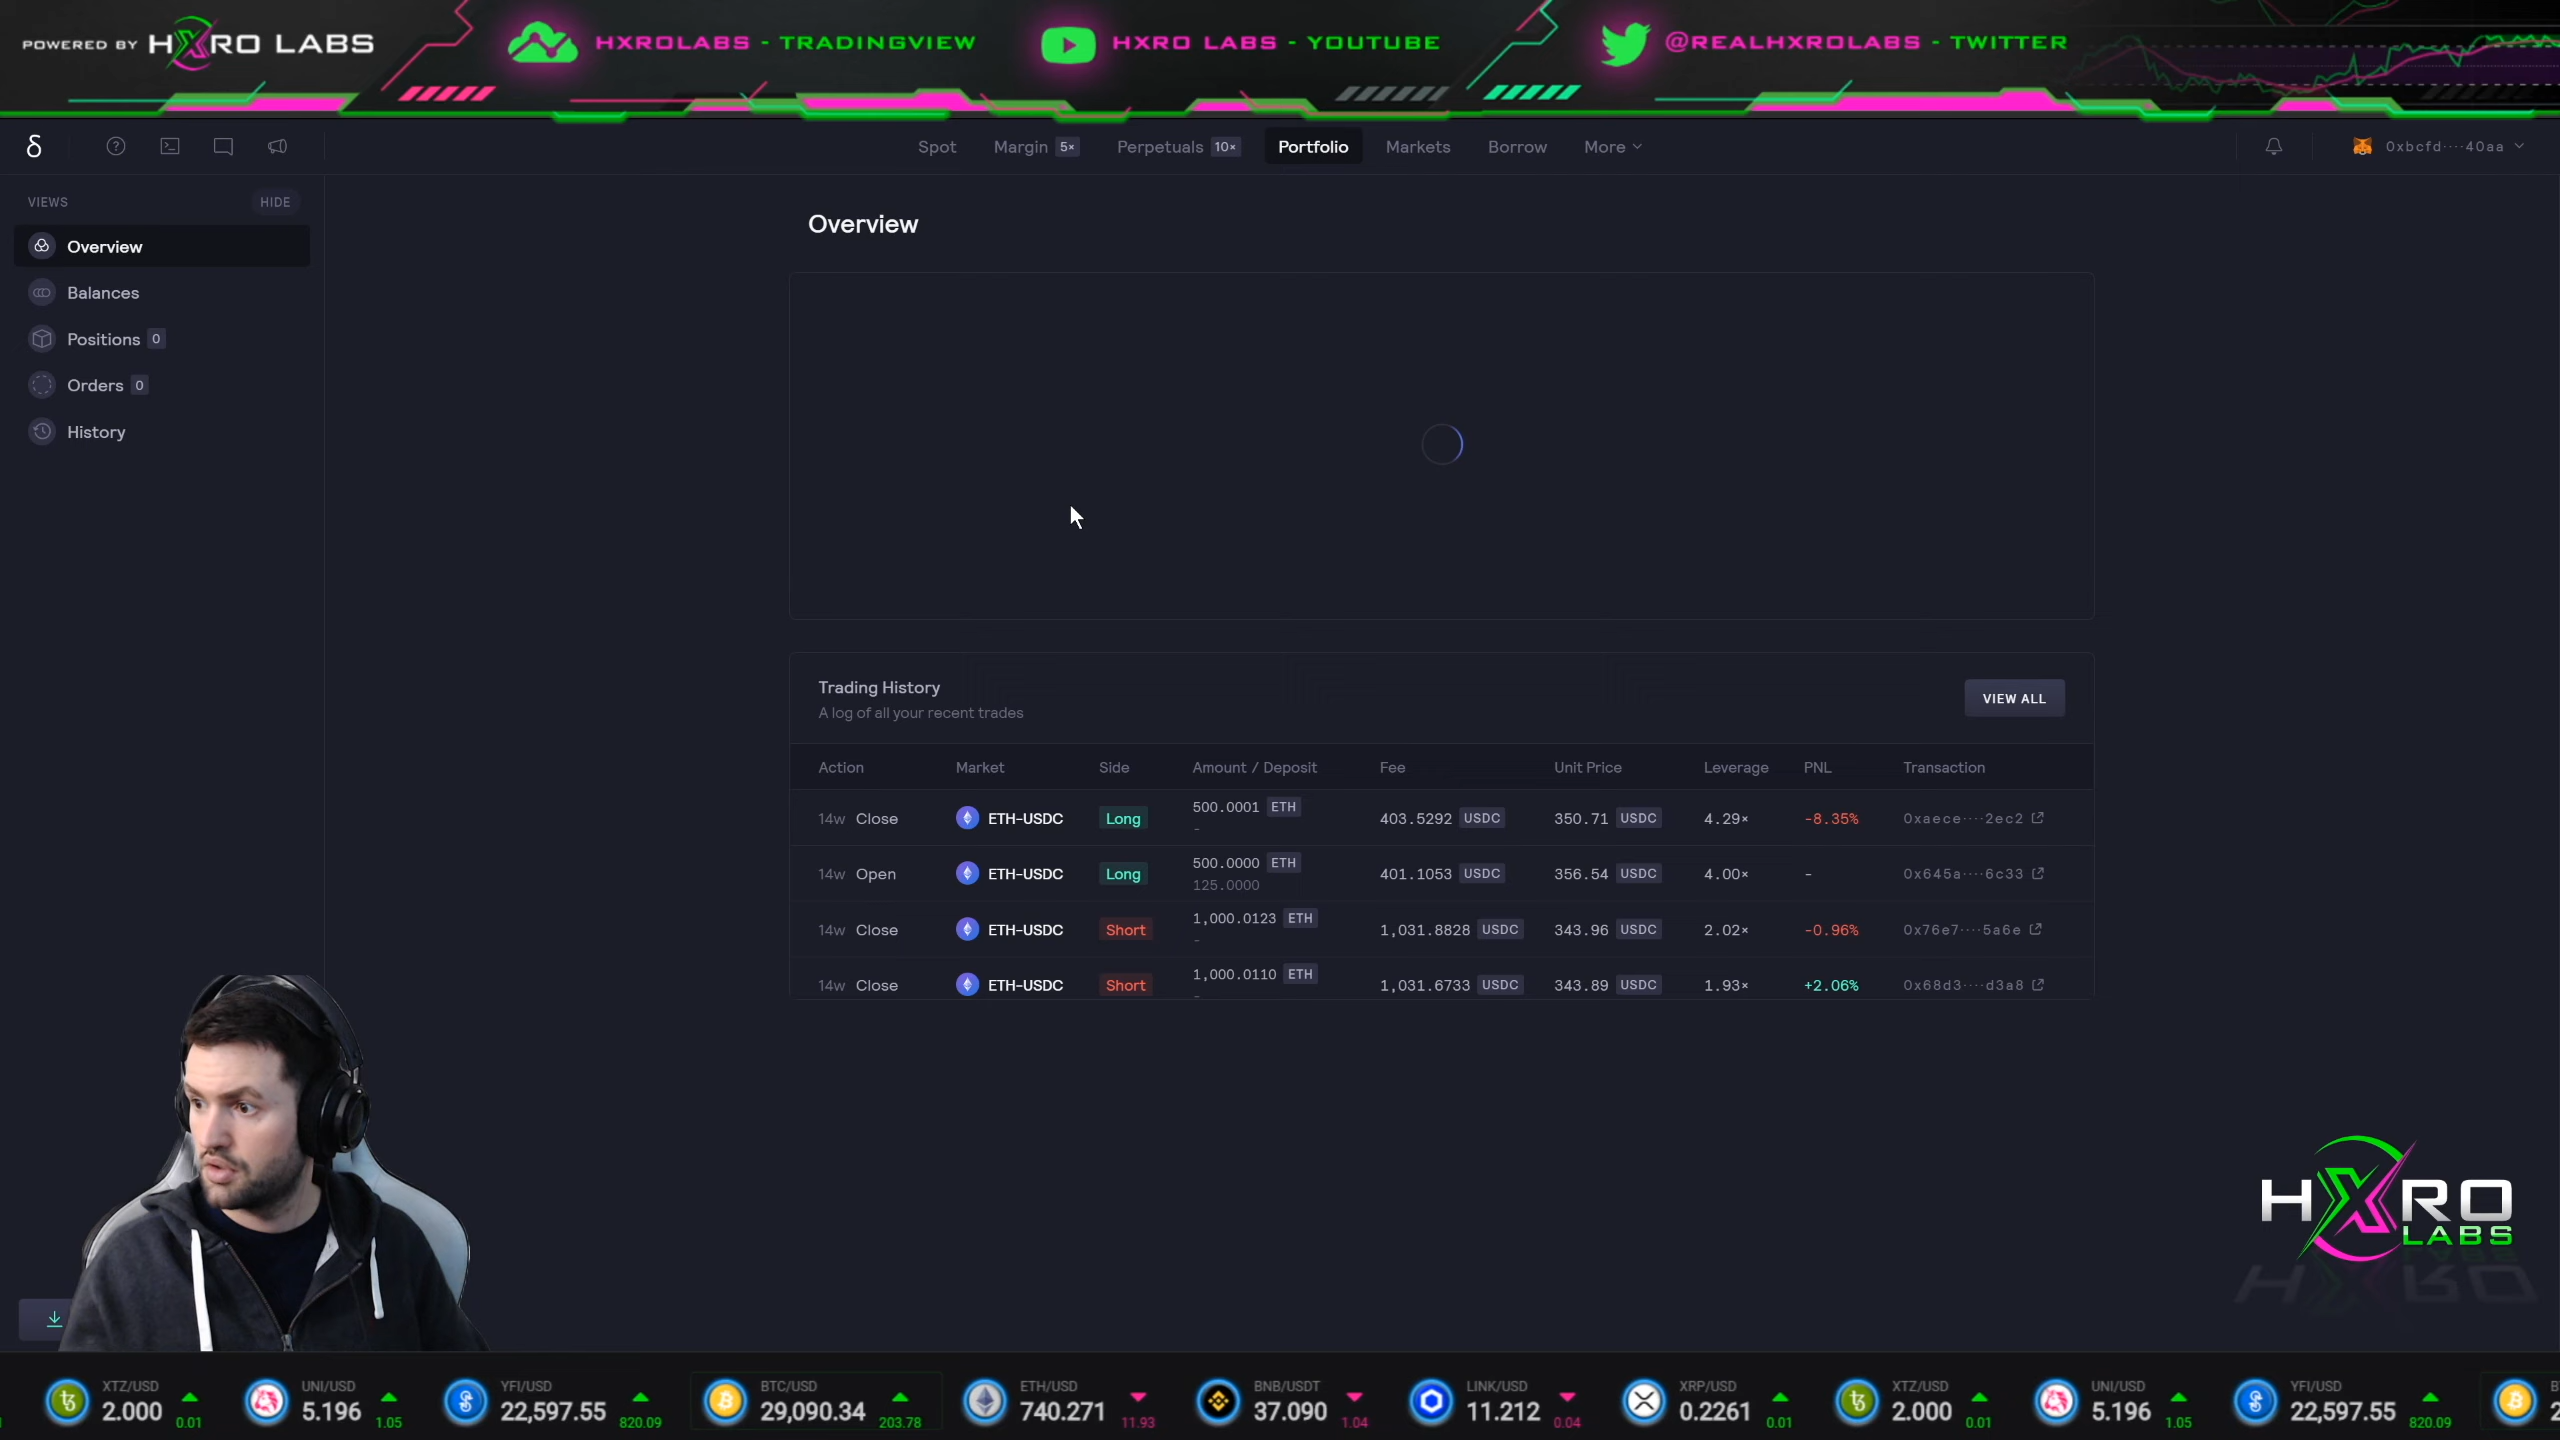 POWERED BY HXRO LABS
HXROLABS - TRADINGVIEW
HXRO LABS - YOUTUBE
@REALHXROLABS - TWITTER
δ
Spot Margin 5× Perpetuals 10× Portfolio Markets Borrow More
0xbcfd····40aa
VIEWS HIDE
Overview
Balances
Positions 0
Orders 0
History
Overview
Trading History
A log of all your recent trades
VIEW ALL
Action Market Side Amount / Deposit Fee Unit Price Leverage PNL Transaction
14w Close ETH-USDC Long 500.0001 ETH - 403.5292 USDC 350.71 USDC 4.29× -8.35% 0xaece····2ec2
14w Open ETH-USDC Long 500.0000 ETH 125.0000 401.1053 USDC 356.54 USDC 4.00× - 0x645a····6c33
14w Close ETH-USDC Short 1,000.0123 ETH - 1,031.8828 USDC 343.96 USDC 2.02× -0.96% 0x76e7····5a6e
14w Close ETH-USDC Short 1,000.0110 ETH - 1,031.6733 USDC 343.89 USDC 1.93× +2.06% 0x68d3····d3a8
HXRO
LABS
XTZ/USD 2.000 0.01
UNI/USD 5.196 1.05
YFI/USD 22,597.55 820.09
BTC/USD 29,090.34 203.78
ETH/USD 740.271 11.93
BNB/USDT 37.090 1.04
LINK/USD 11.212 0.04
XRP/USD 0.2261 0.01
XTZ/USD 2.000 0.01
UNI/USD 5.196 1.05
YFI/USD 22,597.55 820.09